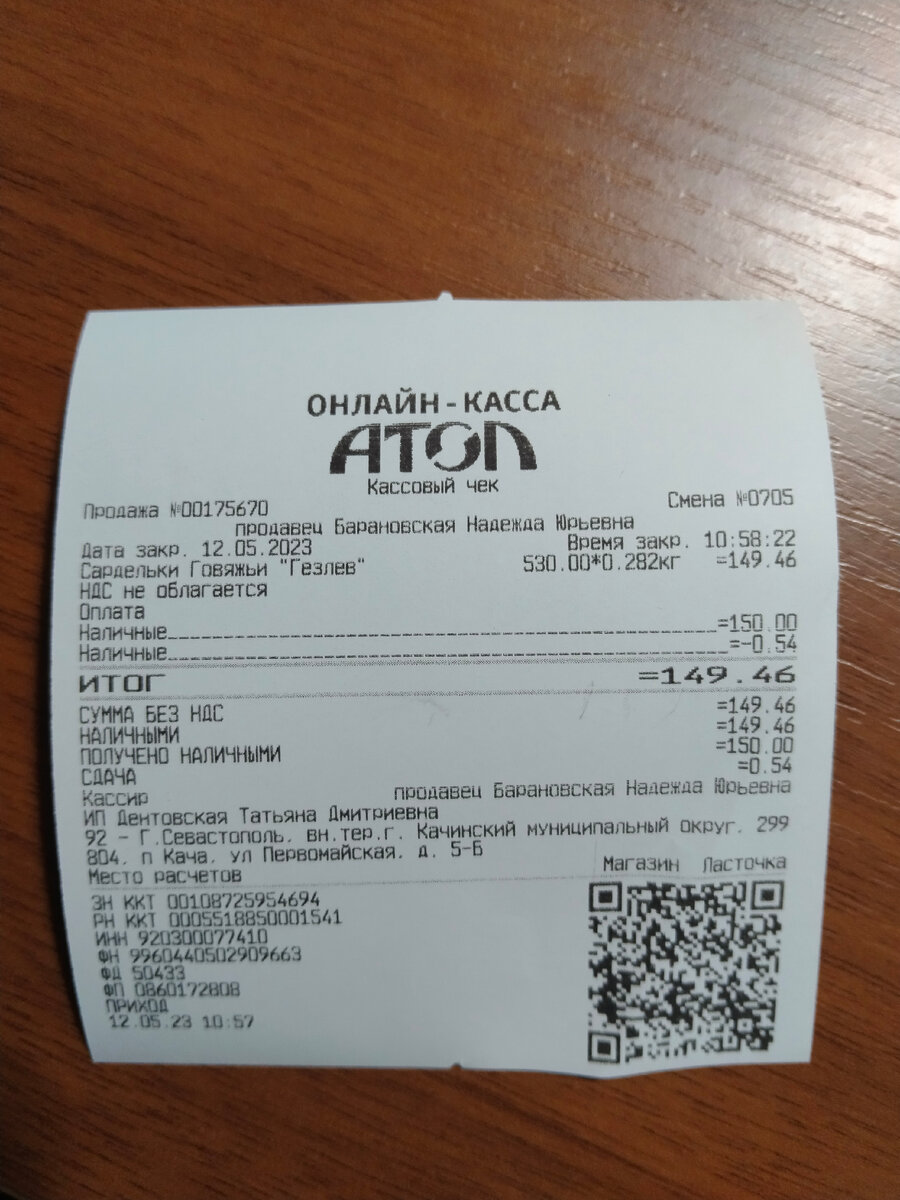 ОНЛАЙН-КАССА
АТОЛ
Кассовый чек
Продажа №00175670 Смена №0705
продавец Барановская Надежда Юрьевна
Дата закр. 12.05.2023 Время закр. 10:58:22
Сардельки Говяжьи "Гезлев" 530.00*0.282кг =149.46
НДС не облагается
Оплата
Наличные =150.00
Наличные =-0.54
ИТОГ =149.46
СУММА БЕЗ НДС =149.46
НАЛИЧНЫМИ =149.46
ПОЛУЧЕНО НАЛИЧНЫМИ =150.00
СДАЧА =0.54
Кассир продавец Барановская Надежда Юрьевна
ИП Дентовская Татьяна Дмитриевна
92 - Г.Севастополь, вн.тер.г. Качинский муниципальный округ, 299
804, п Кача, ул Первомайская, д. 5-Б
Место расчетов Магазин Ласточка
ЗН ККТ 00108725954694
РН ККТ 0005518850001541
ИНН 920300077410
ФН 9960440502909663
ФД 50433
ФП 0860172808
ПРИХОД
12.05.23 10:57